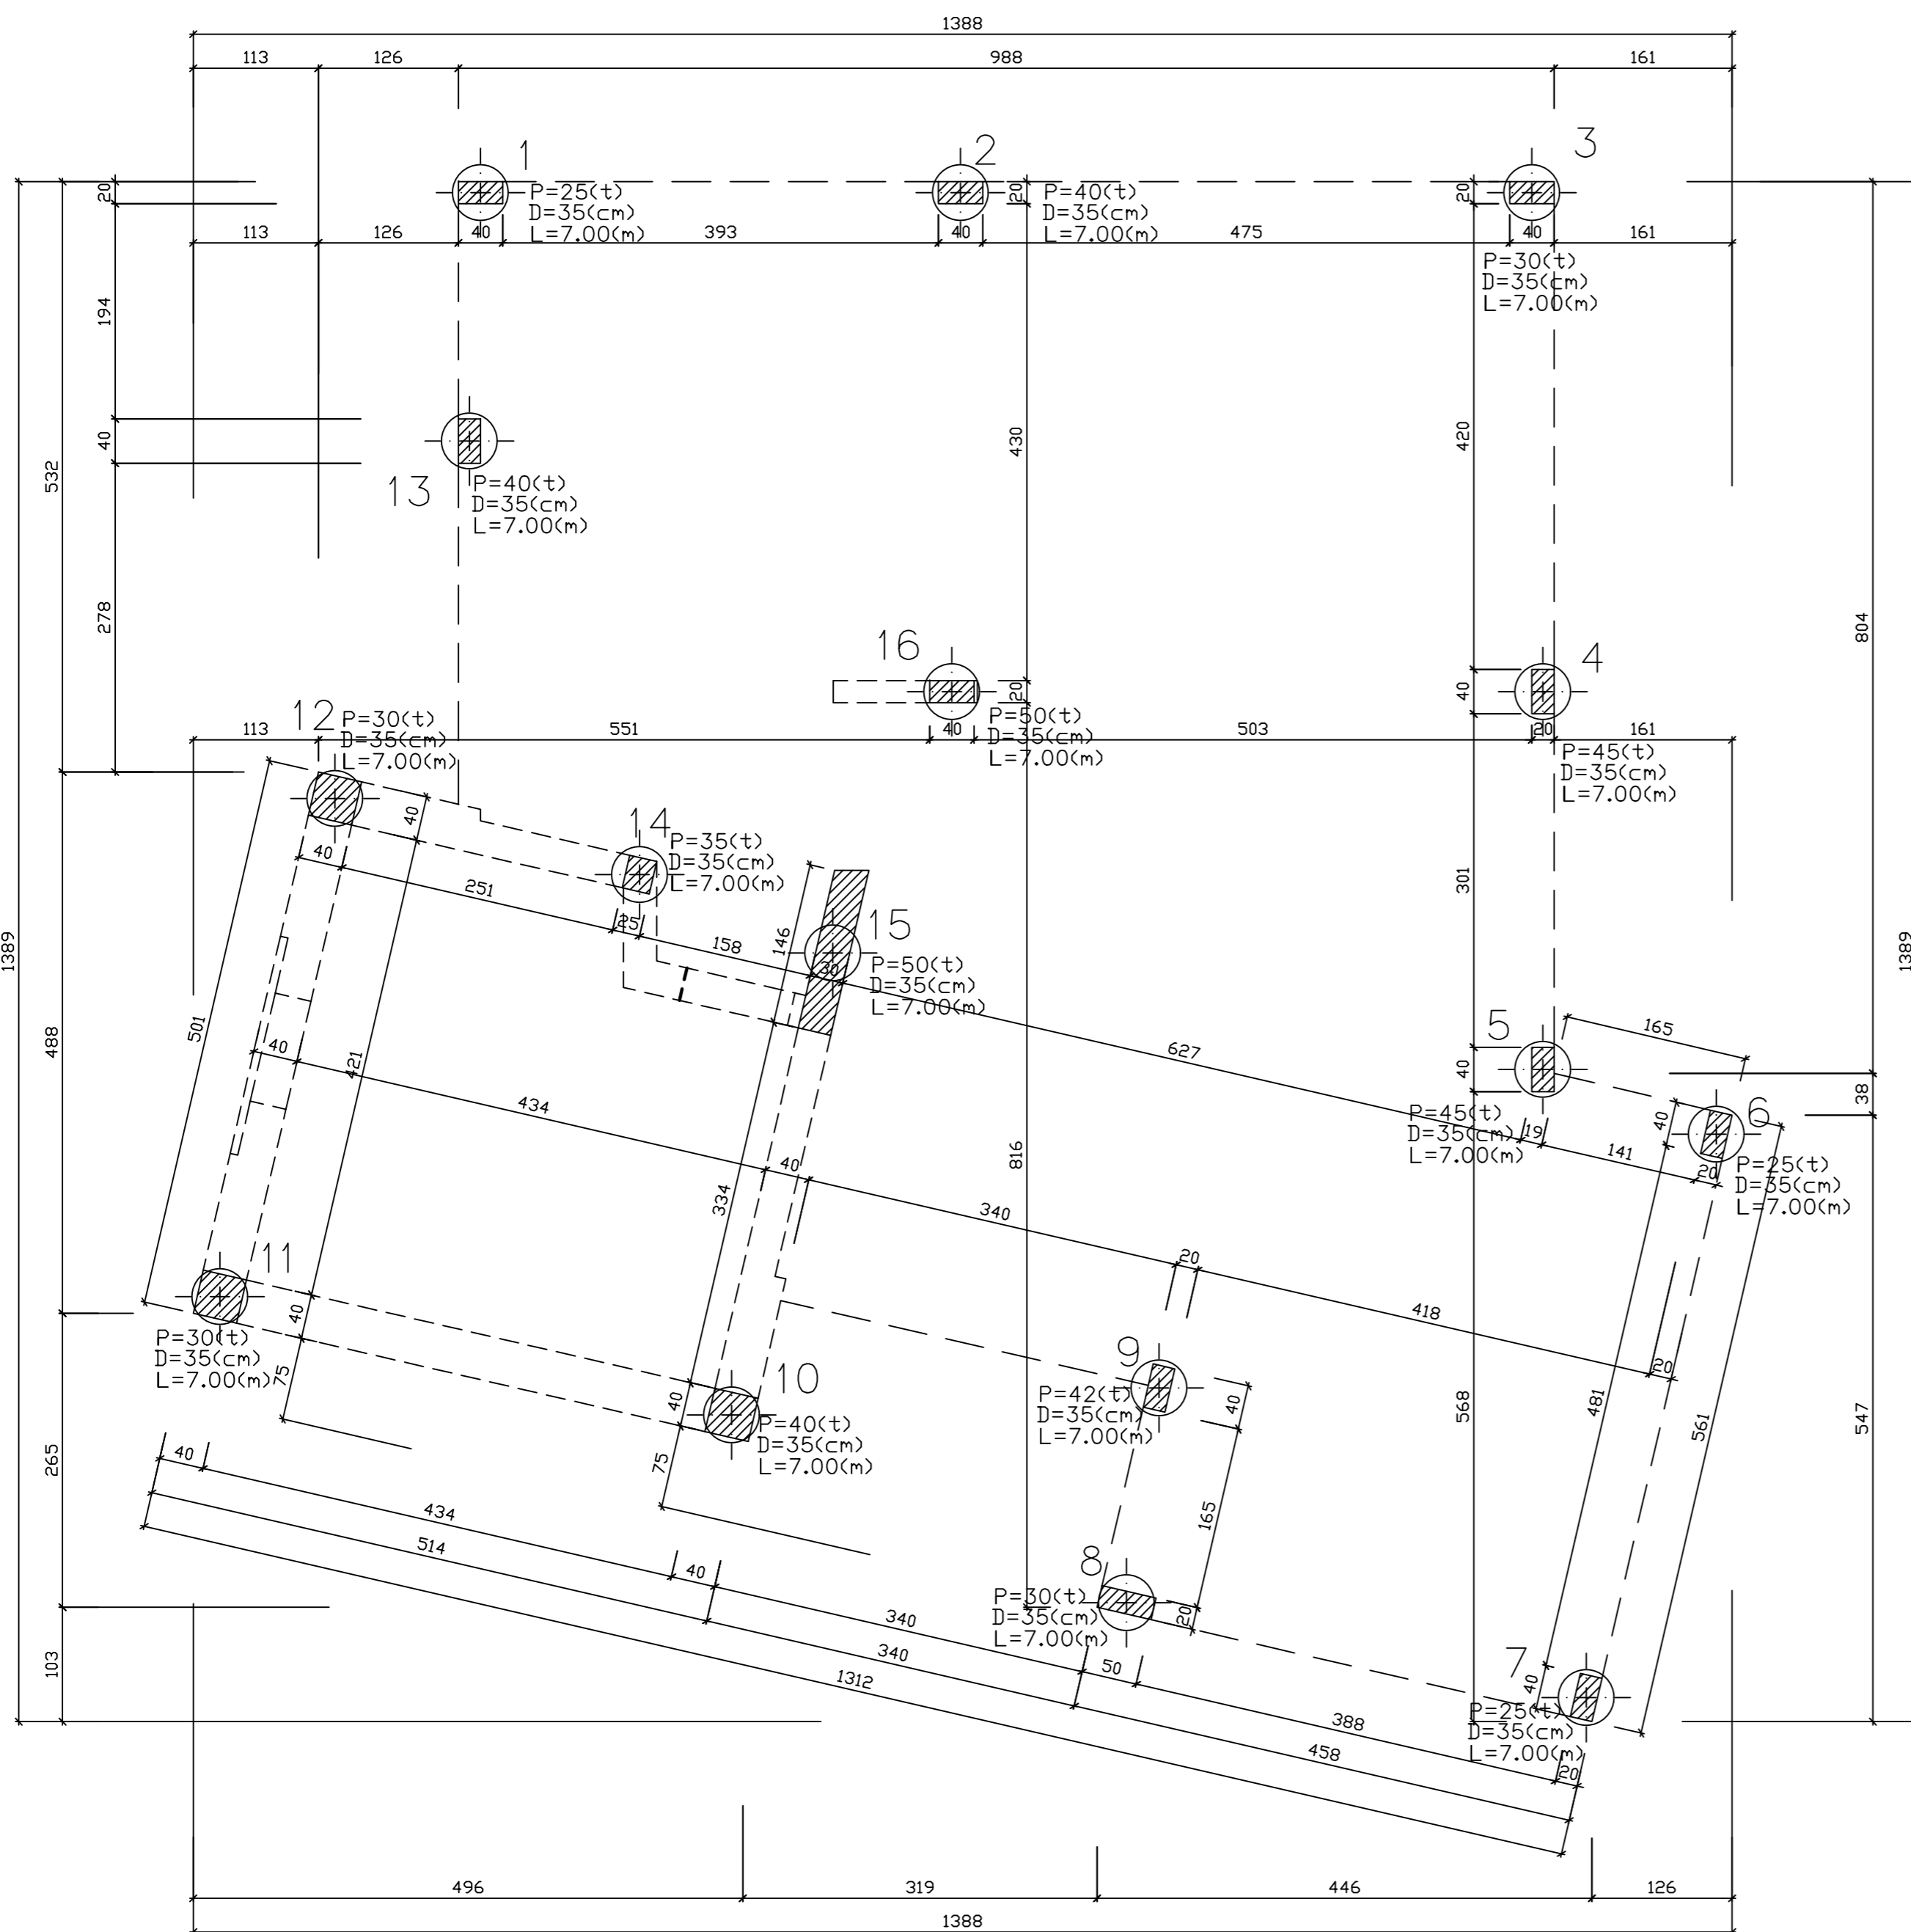 1388
113 126 988 161
1 2 3
20
P=25(t)
D=35(cm)
L=7.00(m)
20
P=40(t)
D=35(cm)
L=7.00(m)
20
113 126 40 393 40 475 40 161
P=30(t)
D=35(cm)
L=7.00(m)
194
40
532
430
420
13
P=40(t)
D=35(cm)
L=7.00(m)
278
804
16
20
4
40
12
P=30(t)
D=35(cm)
L=7.00(m)
P=50(t)
D=35(cm)
L=7.00(m)
113 551 40 503 20 161
P=45(t)
D=35(cm)
L=7.00(m)
40
40
251
14
P=35(t)
D=35(cm)
L=7.00(m)
25
158
146
30
15
P=50(t)
D=35(cm)
L=7.00(m)
301
1389
1389
488
501
421
40
434
627
5
165
40
38
P=45(t)
D=35(cm)
L=7.00(m)
19
141
20
40
6
P=25(t)
D=35(cm)
L=7.00(m)
816
40
334
340
20
418
20
11
P=30(t)
D=35(cm)
L=7.00(m)
40
75
10
P=40(t)
D=35(cm)
L=7.00(m)
40
75
9
P=42(t)
D=35(cm)
L=7.00(m)
40
165
568
481
561
547
265
40
434
514
40
8
P=30(t)
D=35(cm)
L=7.00(m)
20
340
340
50
1312
103
7
P=25(t)
D=35(cm)
L=7.00(m)
40
388
458
20
496 319 446 126
1388